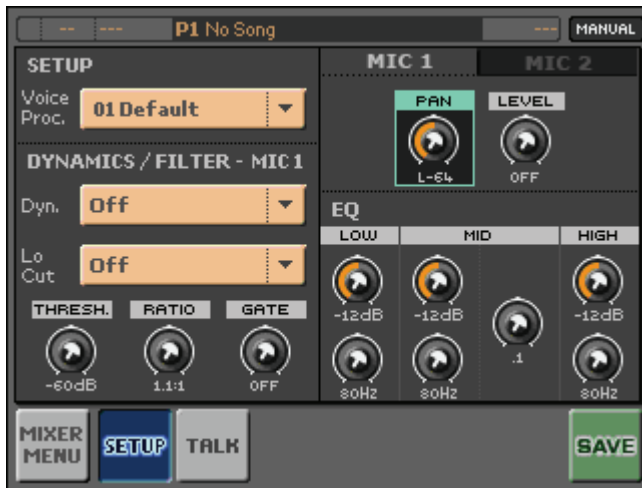 -- --- P1 No Song --- MANUAL
SETUP
Voice Proc. 01 Default
DYNAMICS / FILTER - MIC 1
Dyn. Off
Lo Cut Off
THRESH. RATIO GATE
-60dB 1.1:1 OFF
MIC 1 MIC 2
PAN LEVEL
L-64 OFF
EQ
LOW MID HIGH
-12dB -12dB -12dB
.1
80Hz 80Hz 80Hz
MIXER MENU SETUP TALK SAVE